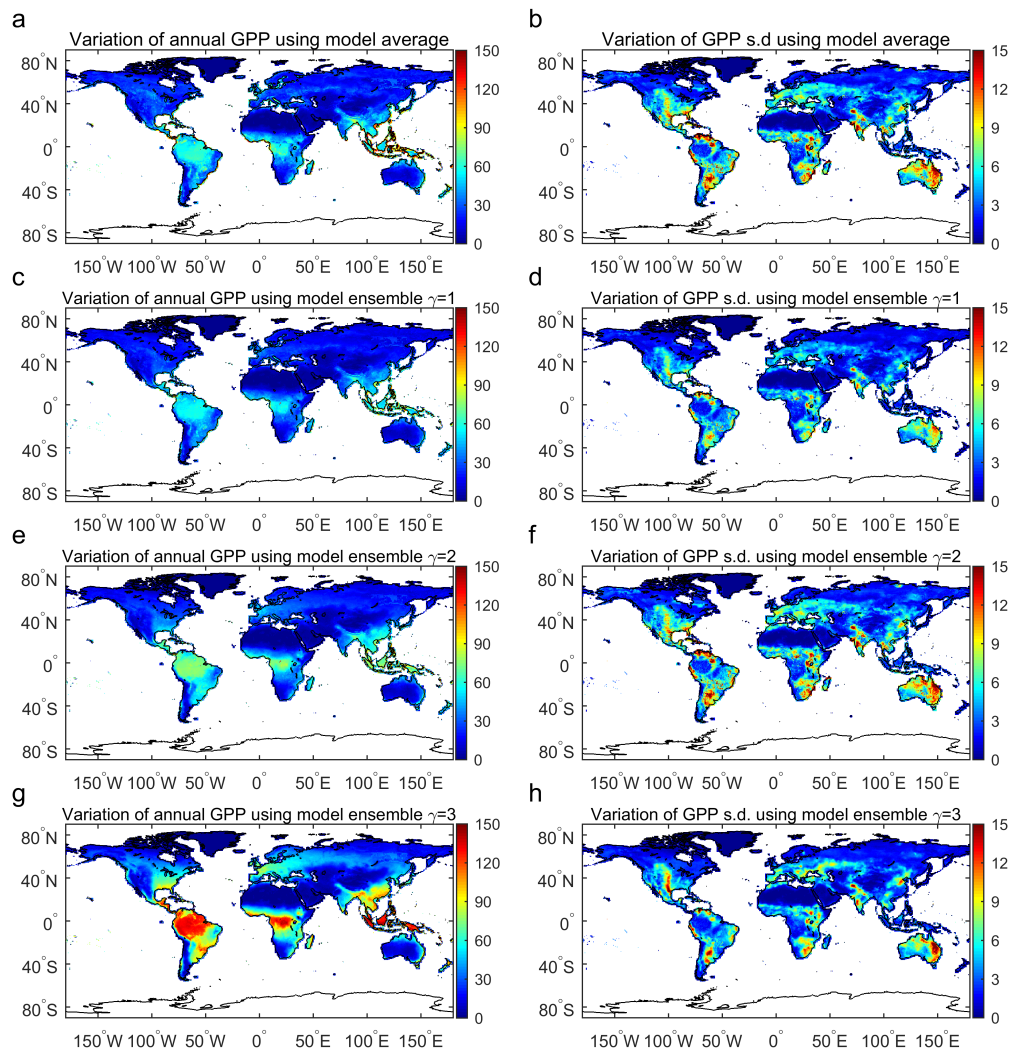 a
Variation of annual GPP using model average
80°N
40°N
0°
40°S
80°S
150°W 100°W 50°W 0° 50°E 100°E 150°E
150
120
90
60
30
0
b
Variation of GPP s.d using model average
80°N
40°N
0°
40°S
80°S
150°W 100°W 50°W 0° 50°E 100°E 150°E
15
12
9
6
3
0
c
Variation of annual GPP using model ensemble γ=1
80°N
40°N
0°
40°S
80°S
150°W 100°W 50°W 0° 50°E 100°E 150°E
150
120
90
60
30
0
d
Variation of GPP s.d. using model ensemble γ=1
80°N
40°N
0°
40°S
80°S
150°W 100°W 50°W 0° 50°E 100°E 150°E
15
12
9
6
3
0
e
Variation of annual GPP using model ensemble γ=2
80°N
40°N
0°
40°S
80°S
150°W 100°W 50°W 0° 50°E 100°E 150°E
150
120
90
60
30
0
f
Variation of GPP s.d. using model ensemble γ=2
80°N
40°N
0°
40°S
80°S
150°W 100°W 50°W 0° 50°E 100°E 150°E
15
12
9
6
3
0
g
Variation of annual GPP using model ensemble γ=3
80°N
40°N
0°
40°S
80°S
150°W 100°W 50°W 0° 50°E 100°E 150°E
150
120
90
60
30
0
h
Variation of GPP s.d. using model ensemble γ=3
80°N
40°N
0°
40°S
80°S
150°W 100°W 50°W 0° 50°E 100°E 150°E
15
12
9
6
3
0